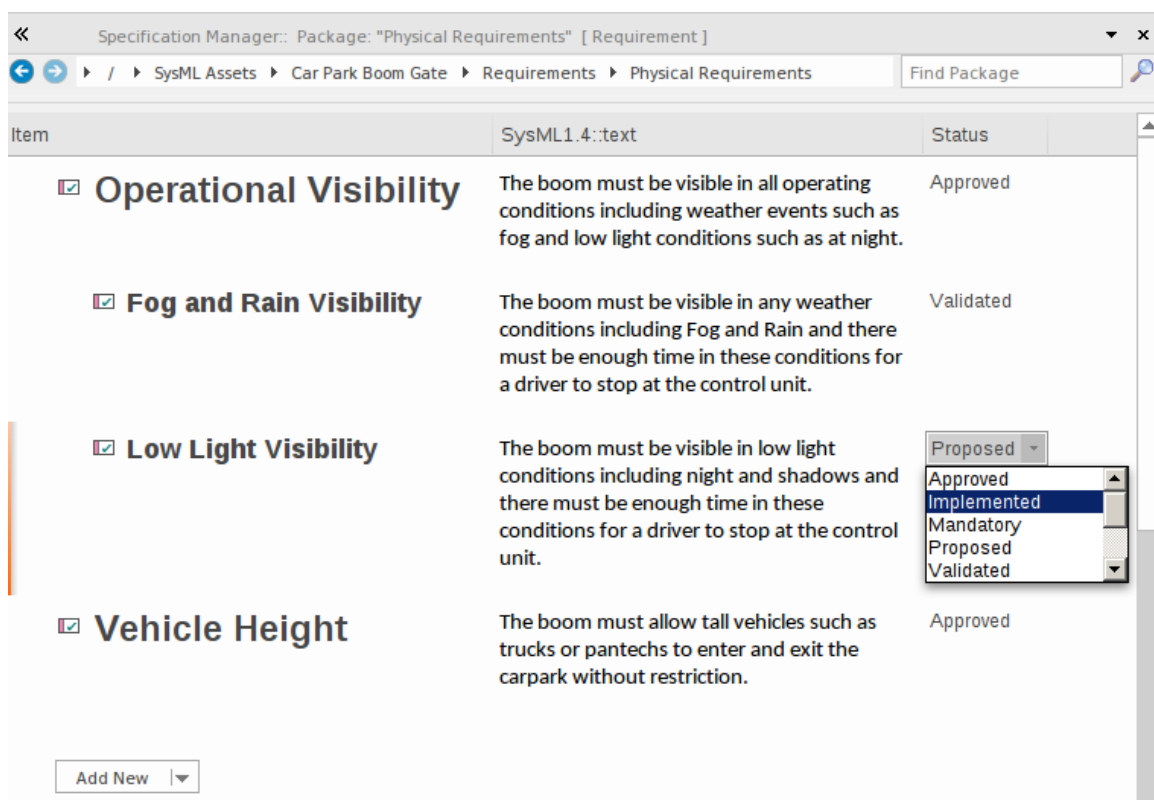 Specification Manager:: Package: "Physical Requirements" [ Requirement ]
/ SysML Assets Car Park Boom Gate Requirements Physical Requirements Find Package
Item SysML1.4::text Status
Operational Visibility
The boom must be visible in all operating
conditions including weather events such as
fog and low light conditions such as at night.
Approved
Fog and Rain Visibility
The boom must be visible in any weather
conditions including Fog and Rain and there
must be enough time in these conditions for
a driver to stop at the control unit.
Validated
Low Light Visibility
The boom must be visible in low light
conditions including night and shadows and
there must be enough time in these
conditions for a driver to stop at the control
unit.
Proposed
Approved
Implemented
Mandatory
Proposed
Validated
Vehicle Height
The boom must allow tall vehicles such as
trucks or pantechs to enter and exit the
carpark without restriction.
Approved
Add New